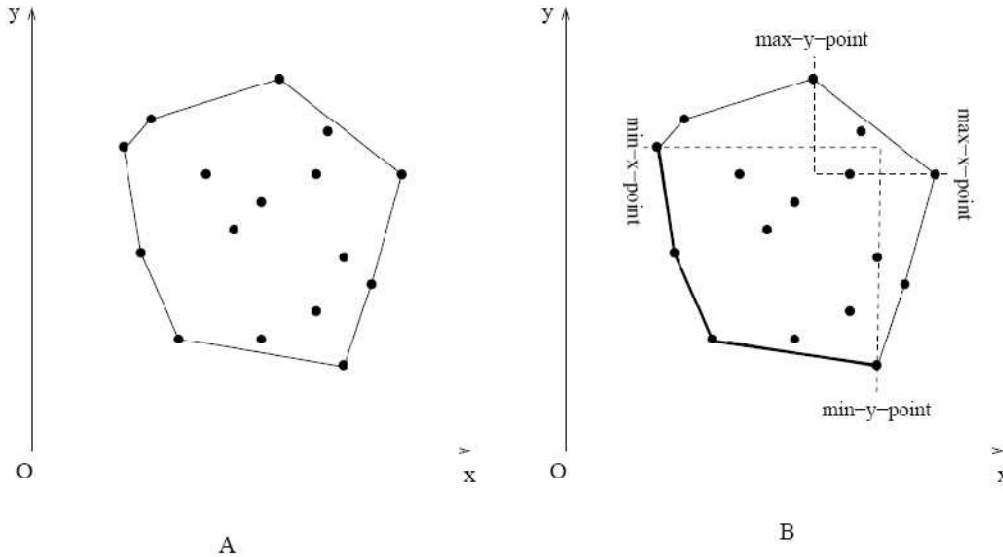 y
O
x
A
y
max-y-point
min-x-point
max-x-point
min-y-point
O
x
B